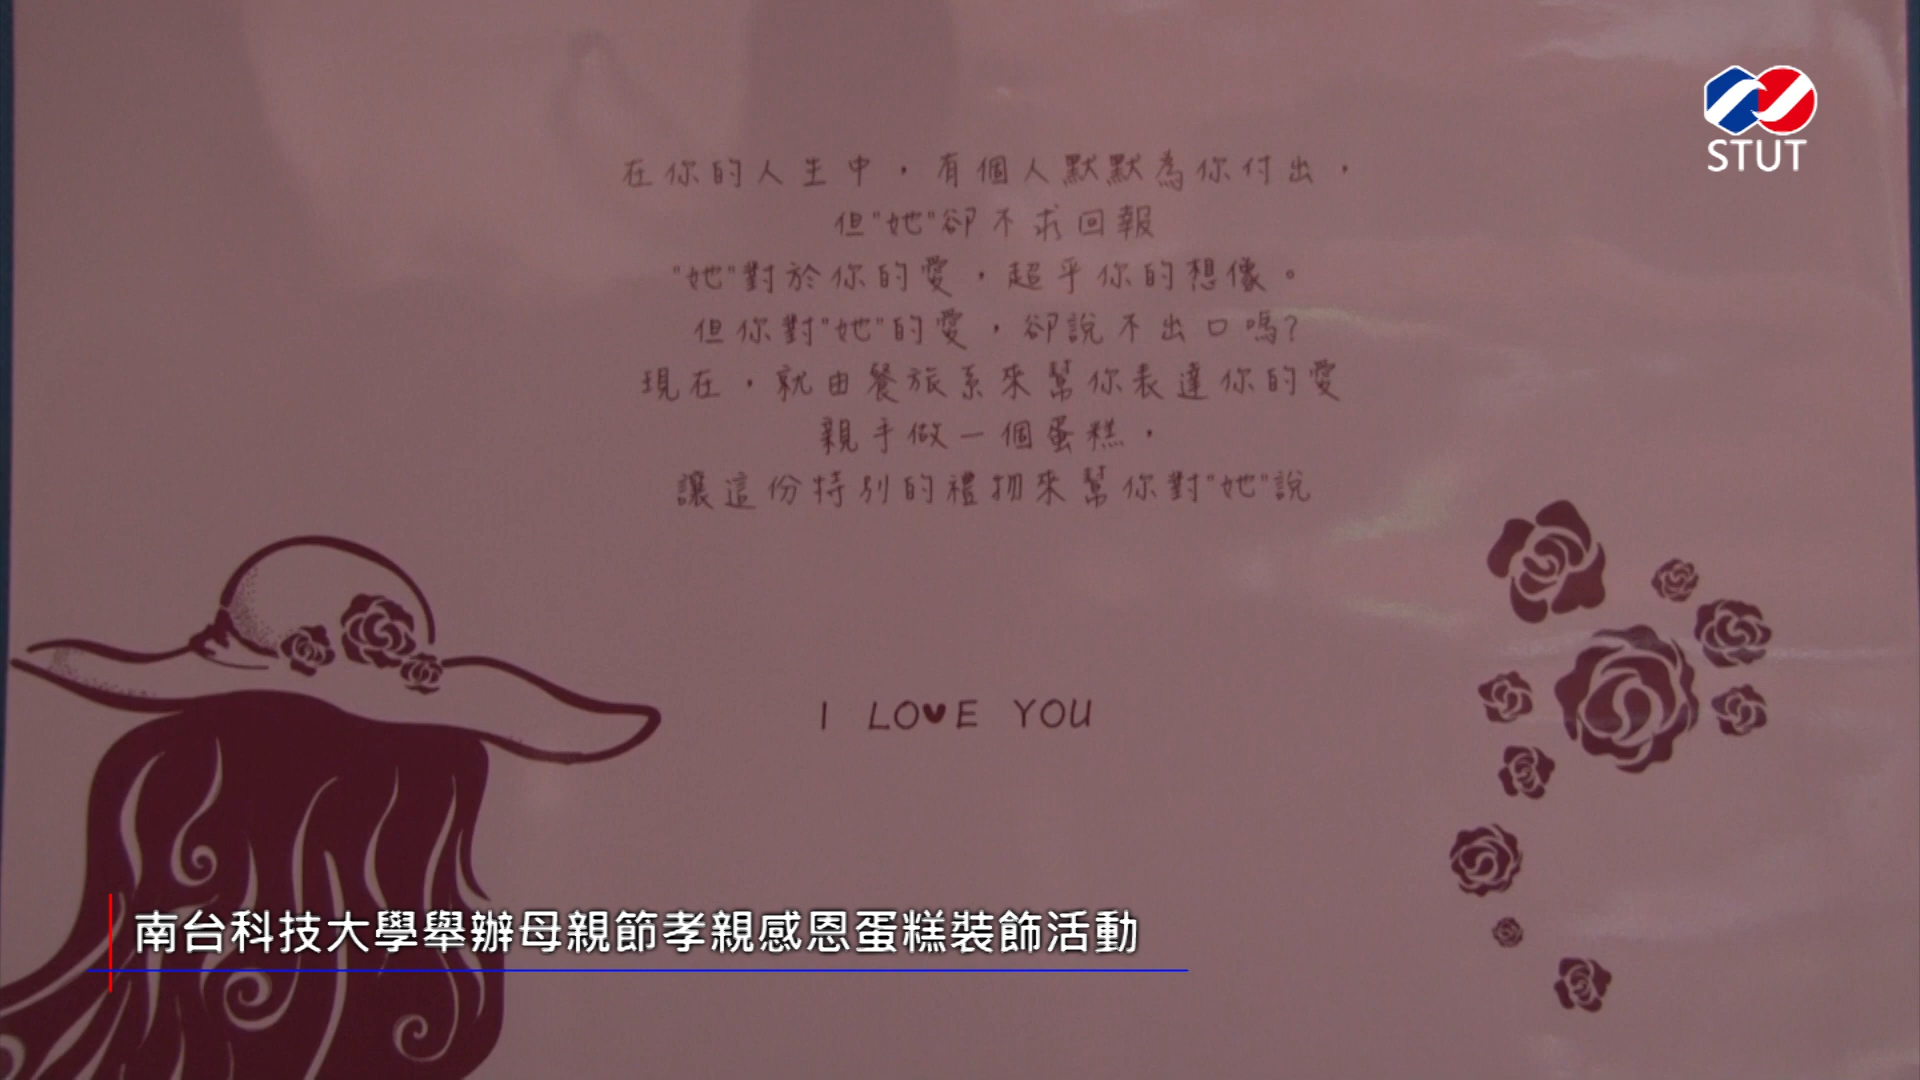 STUT
在你的人生中，有個人默默為你付出，
但"她"卻不求回報
"她"對於你的愛，超乎你的想像。
但你對"她"的愛，卻說不出口嗎?
現在，就由餐旅系來幫你表達你的愛
親手做一個蛋糕，
讓這份特別的禮物來幫你對"她"說
I LO♥E YOU
南台科技大學舉辦母親節孝親感恩蛋糕裝飾活動